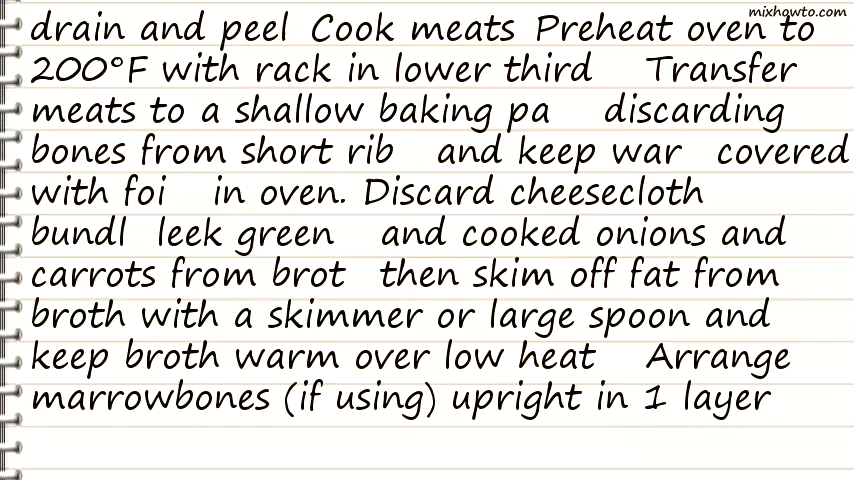 mixhowto.com
drain and peel Cook meats Preheat oven to
200°F with rack in lower third Transfer
meats to a shallow baking pa discarding
bones from short rib and keep war covered
with foi in oven. Discard cheesecloth
bundl leek green and cooked onions and
carrots from brot then skim off fat from
broth with a skimmer or large spoon and
keep broth warm over low heat Arrange
marrowbones (if using) upright in 1 layer